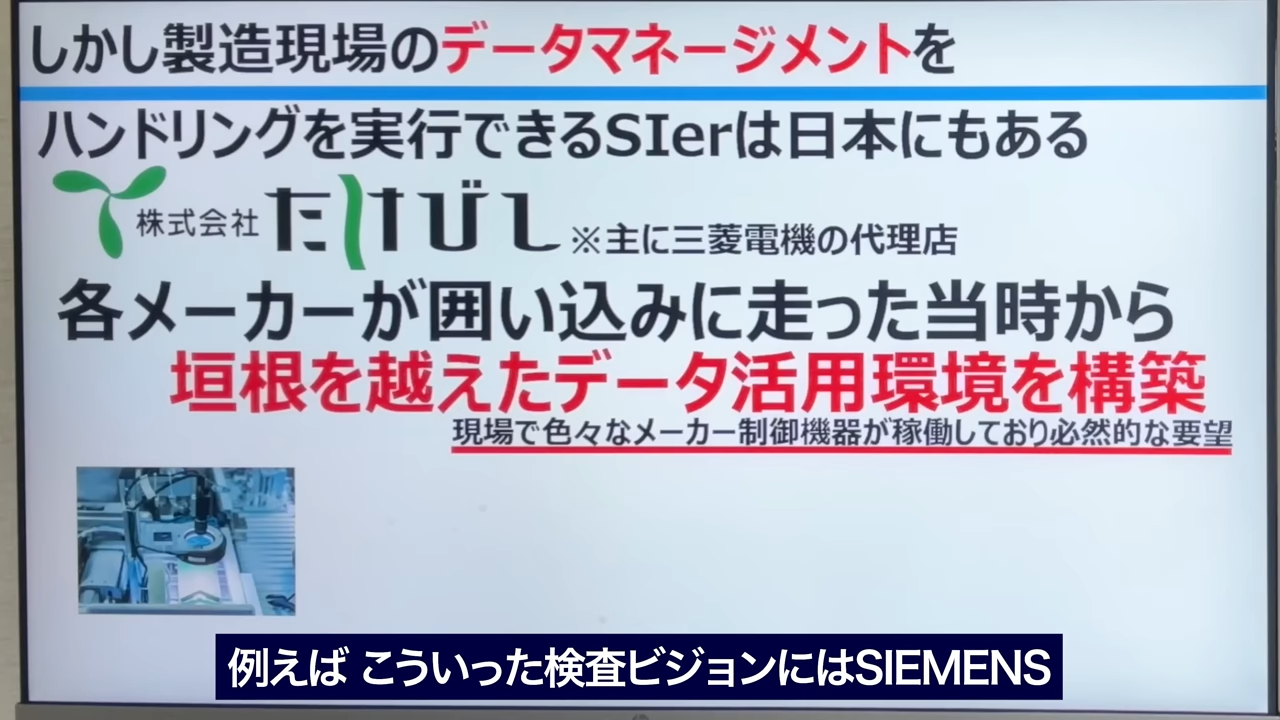 しかし製造現場のデータマネージメントを
ハンドリングを実行できるSIerは日本にもある
株式会社たけびし ※主に三菱電機の代理店
各メーカーが囲い込みに走った当時から
垣根を越えたデータ活用環境を構築
現場で色々なメーカー制御機器が稼働しており必然的な要望
例えば こういった検査ビジョンにはSIEMENS